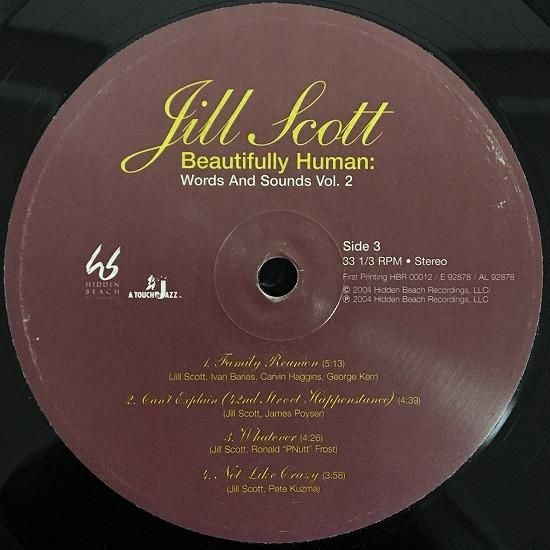 Jill Scott
Beautifully Human:
Words And Sounds Vol. 2
hb
HIDDEN
BEACH
RECORDINGS
A TOUCH OF JAZZ INC.
Side 3
33 1/3 RPM • Stereo
First Printing HBR 00012 / E 92878 / AL 92878
© 2004 Hidden Beach Recordings, LLC
℗ 2004 Hidden Beach Recordings, LLC
1. Family Reunion (5:13)
(Jill Scott, Ivan Barias, Carvin Haggins, George Kerr)
2. Can't Explain (42nd Street Happenstance) (4:39)
(Jill Scott, James Poyser)
3. Whatever (4:26)
(Jill Scott, Ronald "PNutt" Frost)
4. Not Like Crazy (3:58)
(Jill Scott, Pete Kuzma)